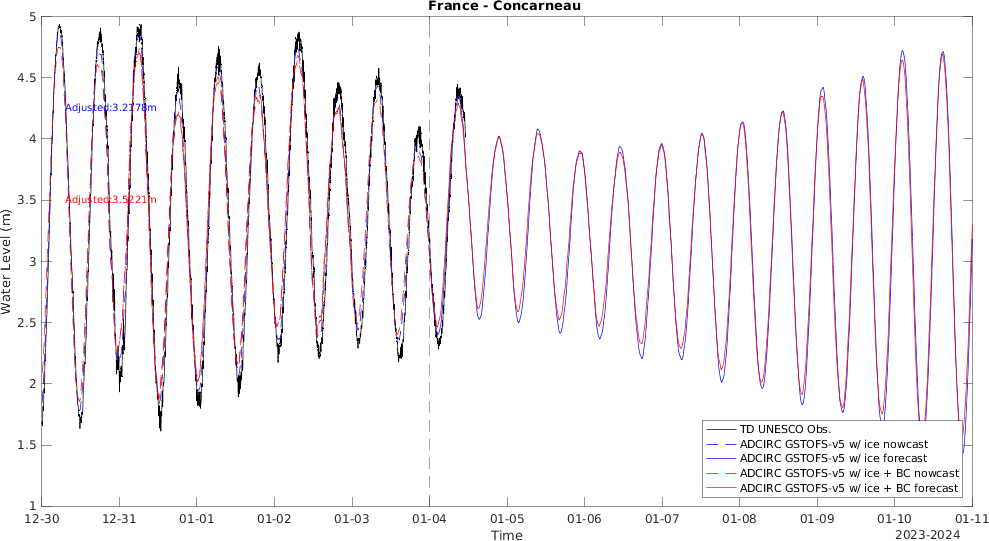 France - Concarneau
5
4.5
4
3.5
3
2.5
2
1.5
1
Water Level (m)
Adjusted:3.2178m
Adjusted:3.5221m
TD UNESCO Obs.
ADCIRC GSTOFS-v5 w/ ice nowcast
ADCIRC GSTOFS-v5 w/ ice forecast
ADCIRC GSTOFS-v5 w/ ice + BC nowcast
ADCIRC GSTOFS-v5 w/ ice + BC forecast
12-30 12-31 01-01 01-02 01-03 01-04 01-05 01-06 01-07 01-08 01-09 01-10 01-11
Time
2023-2024